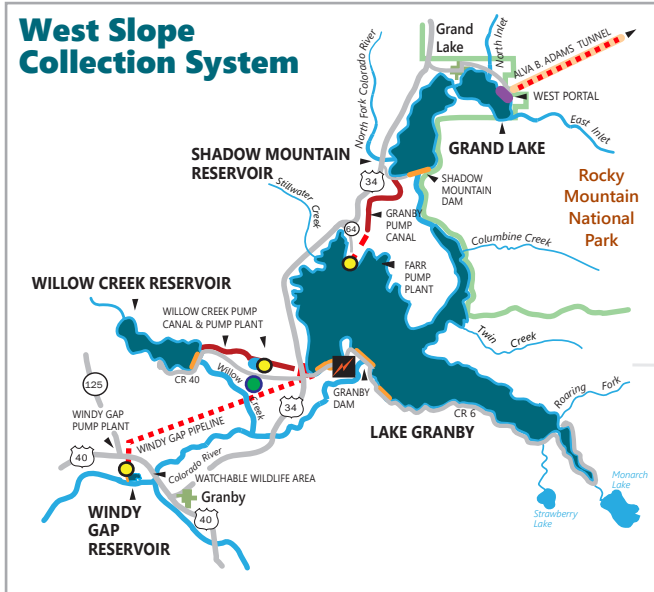 West Slope
Collection System
Grand
Lake
North Inlet
ALVA B. ADAMS TUNNEL
WEST PORTAL
North Fork Colorado River
East Inlet
GRAND LAKE
SHADOW MOUNTAIN
RESERVOIR
34
SHADOW
MOUNTAIN
DAM
Rocky
Mountain
National
Park
Stillwater
Creek
64
GRANBY
PUMP
CANAL
Columbine Creek
FARR
PUMP
PLANT
WILLOW CREEK RESERVOIR
WILLOW CREEK PUMP
CANAL & PUMP PLANT
Twin
Creek
CR 40
Willow
Creek
125
34
GRANBY
DAM
CR 6
Roaring
Fork
LAKE GRANBY
WINDY GAP
PUMP PLANT
WINDY GAP PIPELINE
40
Colorado River
WATCHABLE WILDLIFE AREA
Granby
40
WINDY
GAP
RESERVOIR
Monarch
Lake
Strawberry
Lake